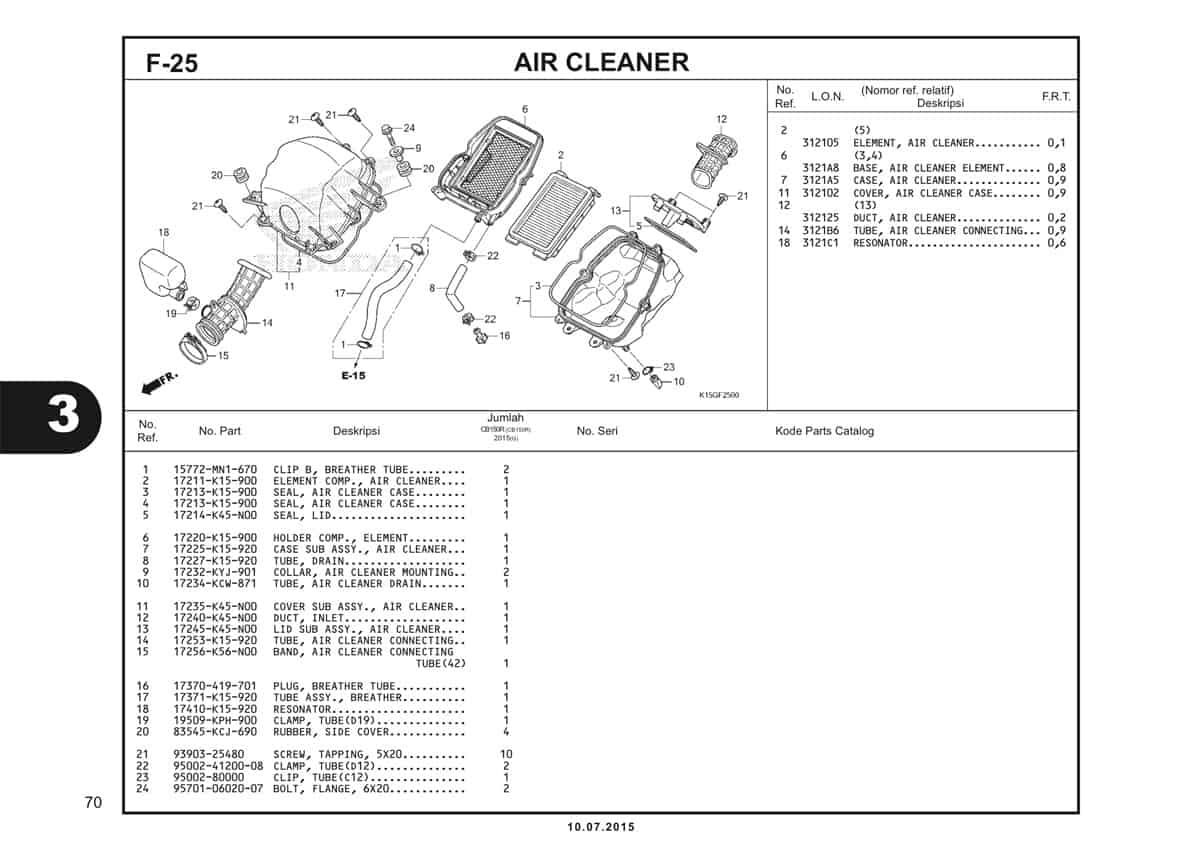 F-25
AIR CLEANER
No. Ref. L.O.N. (Nomor ref. relatif) Deskripsi F.R.T.
2 (5)
312105 ELEMENT, AIR CLEANER........... 0,1
6 (3,4)
3121A8 BASE, AIR CLEANER ELEMENT...... 0,8
7 3121A5 CASE, AIR CLEANER.............. 0,9
11 312102 COVER, AIR CLEANER CASE........ 0,9
12 (13)
312125 DUCT, AIR CLEANER.............. 0,2
14 3121B6 TUBE, AIR CLEANER CONNECTING... 0,9
18 3121C1 RESONATOR...................... 0,6
21
21
24
9
20
6
2
12
20
21
13
21
5
18
1
22
4
11
17
8
3
7
19
14
22
16
15
1
E-15
23
21
10
FR.
HONDA
K15GF2500
3
No. Ref. No. Part Deskripsi Jumlah CB150R (CB150R) 2015(G) No. Seri Kode Parts Catalog
1 15772-MN1-670 CLIP B, BREATHER TUBE......... 2
2 17211-K15-900 ELEMENT COMP., AIR CLEANER.... 1
3 17213-K15-900 SEAL, AIR CLEANER CASE........ 1
4 17213-K15-900 SEAL, AIR CLEANER CASE........ 1
5 17214-K45-N00 SEAL, LID..................... 1
6 17220-K15-900 HOLDER COMP., ELEMENT......... 1
7 17225-K15-920 CASE SUB ASSY., AIR CLEANER... 1
8 17227-K15-920 TUBE, DRAIN................... 1
9 17232-KYJ-901 COLLAR, AIR CLEANER MOUNTING.. 2
10 17234-KCW-871 TUBE, AIR CLEANER DRAIN....... 1
11 17235-K45-N00 COVER SUB ASSY., AIR CLEANER.. 1
12 17240-K45-N00 DUCT, INLET................... 1
13 17245-K45-N00 LID SUB ASSY., AIR CLEANER.... 1
14 17253-K15-920 TUBE, AIR CLEANER CONNECTING.. 1
15 17256-K56-N00 BAND, AIR CLEANER CONNECTING
TUBE(42) 1
16 17370-419-701 PLUG, BREATHER TUBE........... 1
17 17371-K15-920 TUBE ASSY., BREATHER.......... 1
18 17410-K15-920 RESONATOR..................... 1
19 19509-KPH-900 CLAMP, TUBE(D19).............. 1
20 83545-KCJ-690 RUBBER, SIDE COVER............ 4
21 93903-25480 SCREW, TAPPING, 5X20.......... 10
22 95002-41200-08 CLAMP, TUBE(D12).............. 2
23 95002-80000 CLIP, TUBE(C12)............... 1
24 95701-06020-07 BOLT, FLANGE, 6X20............ 2
70
10.07.2015